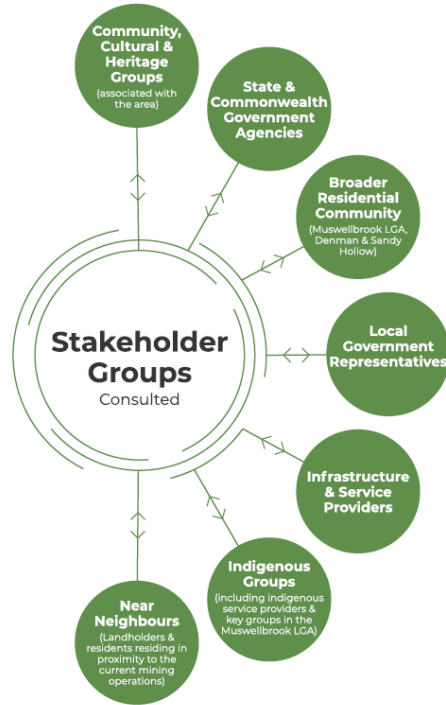 Community,
Cultural &
Heritage
Groups
(associated with
the area)
State &
Commonwealth
Government
Agencies
Broader
Residential
Community
(Muswellbrook LGA,
Denman & Sandy
Hollow)
Stakeholder
Groups
Consulted
Local
Government
Representatives
Infrastructure
& Service
Providers
Indigenous
Groups
(including indigenous
service providers &
key groups in the
Muswellbrook LGA)
Near
Neighbours
(Landholders &
residents residing in
proximity to the
current mining
operations)